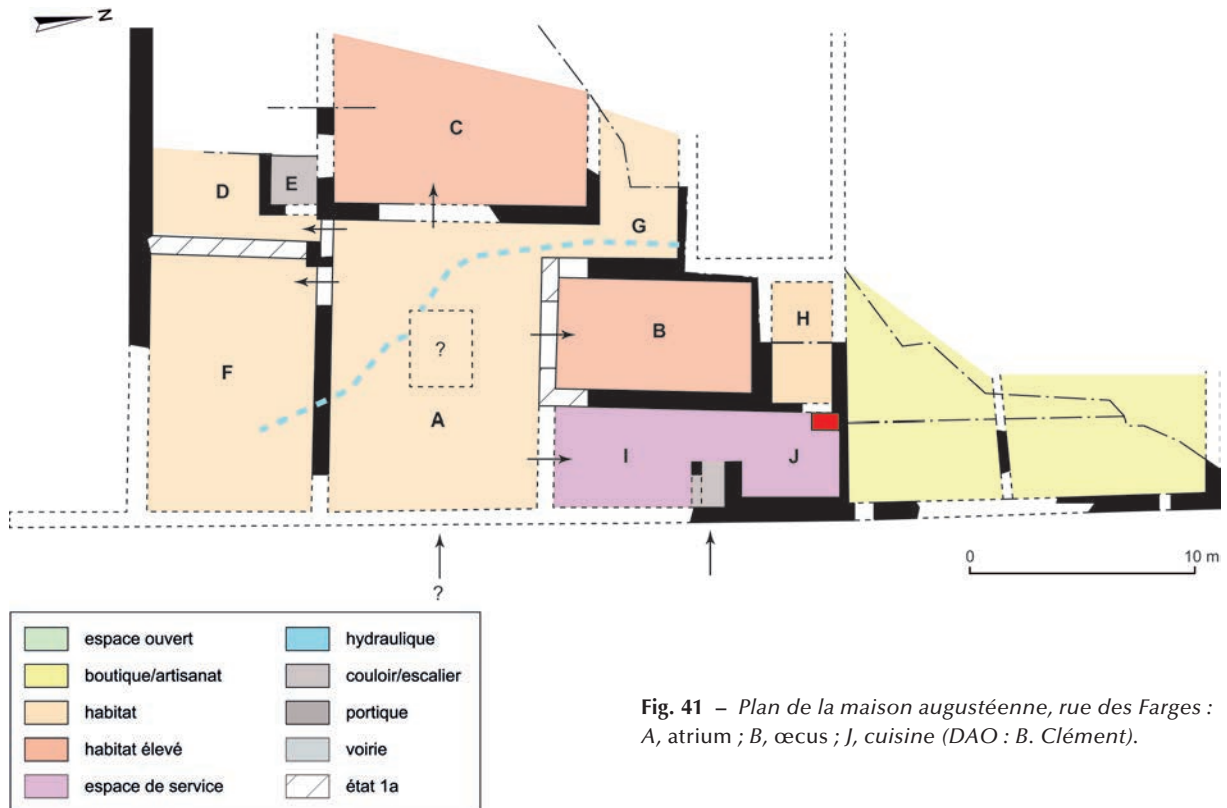 N
C
D
E
G
H
B
?
F
A
I
J
0 10 m
?
espace ouvert
boutique/artisanat
habitat
habitat élevé
espace de service
hydraulique
couloir/escalier
portique
voirie
état 1a
Fig. 41 – Plan de la maison augustéenne, rue des Farges :
A, atrium ; B, œcus ; J, cuisine (DAO : B. Clément).